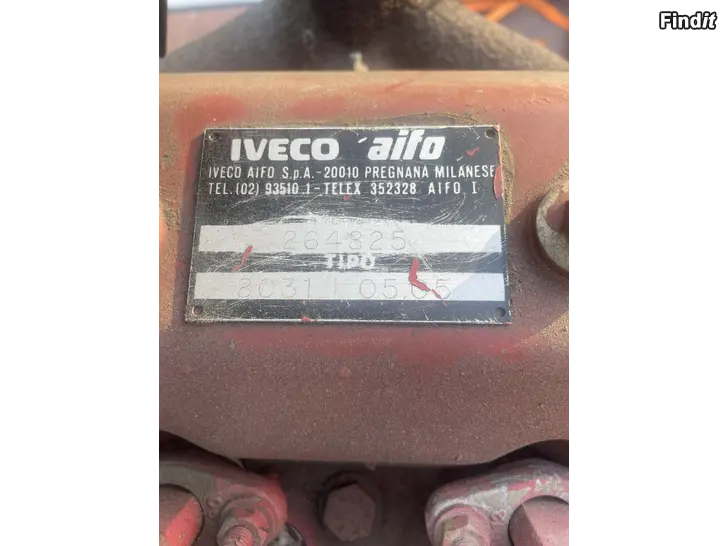 Findit
IVECO aifo
IVECO AIFO S.p.A.-20010 PREGNANA MILANESE
TEL.(02) 93510.1-TELEX 352328 AIFO I
264825
TIPO
8031 I 05.05